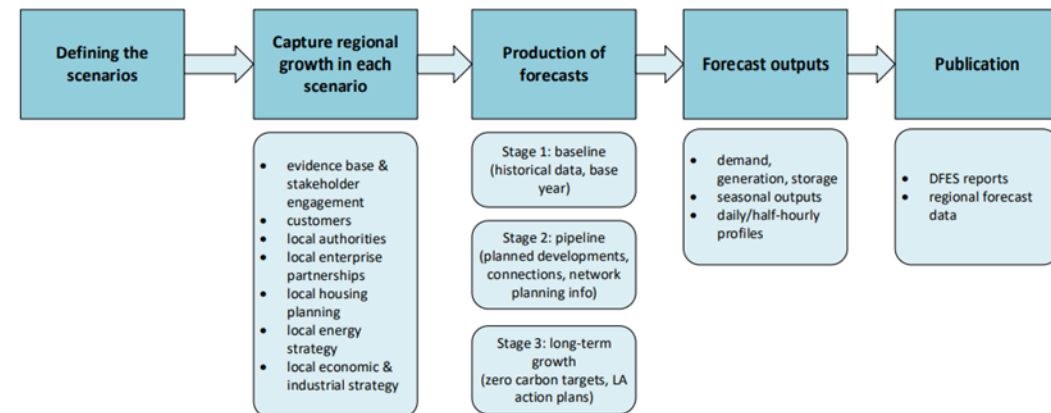 Defining the
scenarios
Capture regional
growth in each
scenario
Production of
forecasts
Forecast outputs
Publication
• evidence base &
stakeholder
engagement
• customers
• local authorities
• local enterprise
partnerships
• local housing
planning
• local energy
strategy
• local economic &
industrial strategy
Stage 1: baseline
(historical data, base
year)
Stage 2: pipeline
(planned developments,
connections, network
planning info)
Stage 3: long-term
growth
(zero carbon targets, LA
action plans)
• demand,
generation, storage
• seasonal outputs
• daily/half-hourly
profiles
• DFES reports
• regional forecast
data